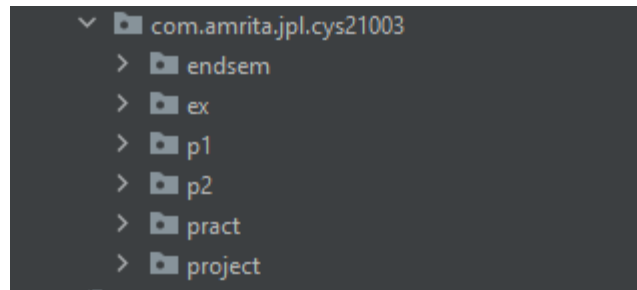 com.amrita.jpl.cys21003
endsem
ex
p1
p2
pract
project